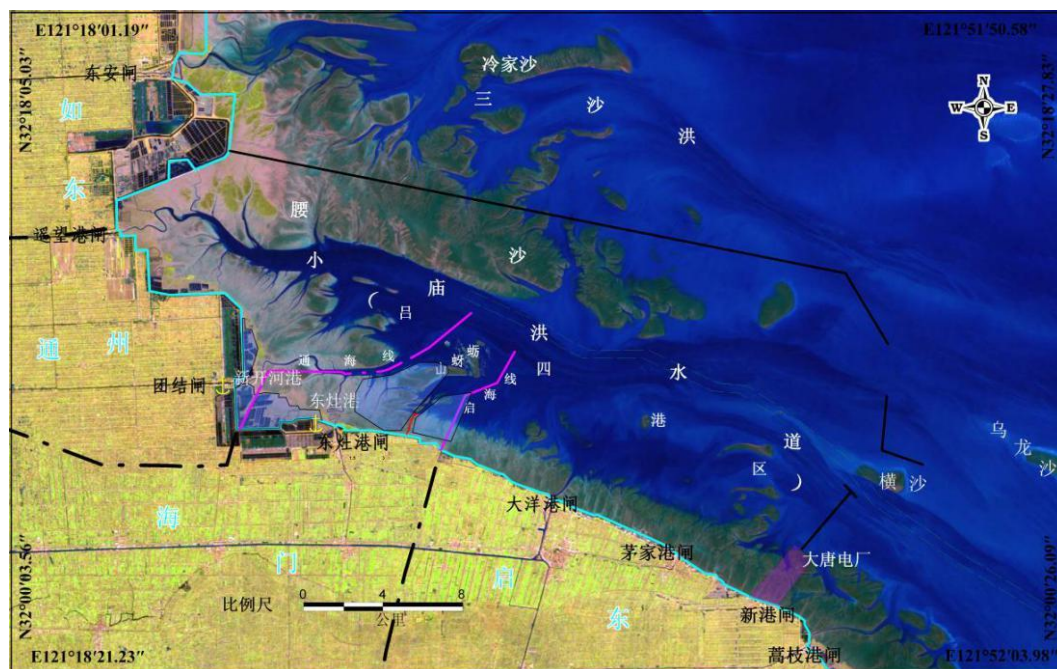 E121°18′01.19″
E121°51′50.58″
N32°18′05.03″
N32°18′27.83″
东安闸
冷家沙
三沙洪
N
W E
S
如东
腰沙
遥望港闸
小庙洪水道
(吕四港区)
通州
通海线
蛎蚜山
团结闸
新开河港
启海线
东灶港
东灶港闸
乌龙沙
横沙
大洋港闸
海门
茅家港闸
大唐电厂
启东
比例尺
0 4 8
公里
新港闸
蒿枝港闸
N32°00′03.56″
N32°00′26.09″
E121°18′21.23″
E121°52′03.98″